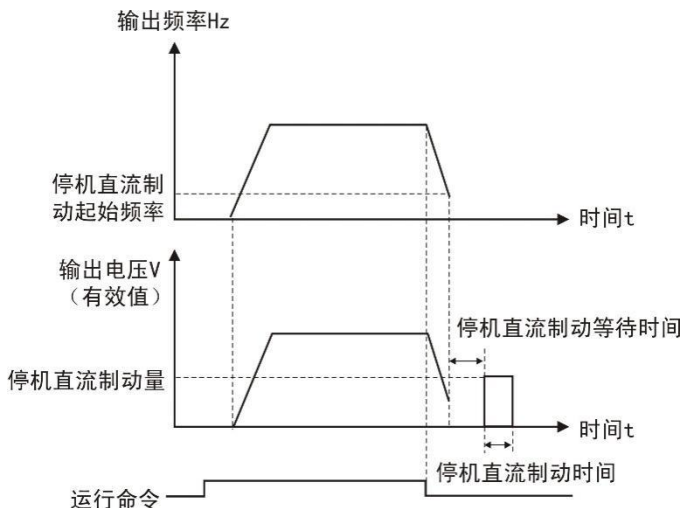 输出频率Hz
停机直流制
动起始频率
时间t
输出电压V
(有效值)
停机直流制动等待时间
停机直流制动量
时间t
停机直流制动时间
运行命令